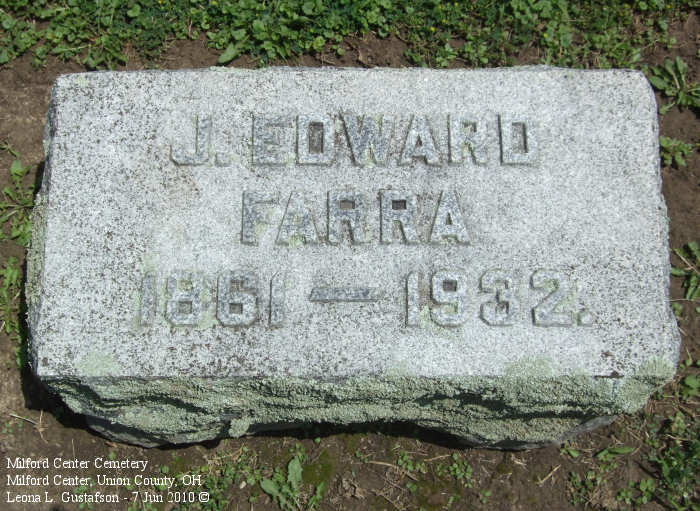 J. EDWARD
FARRA
1861 — 1932.
Milford Center Cemetery
Milford Center, Union County, OH
Leona L. Gustafson - 7 Jun 2010 ©